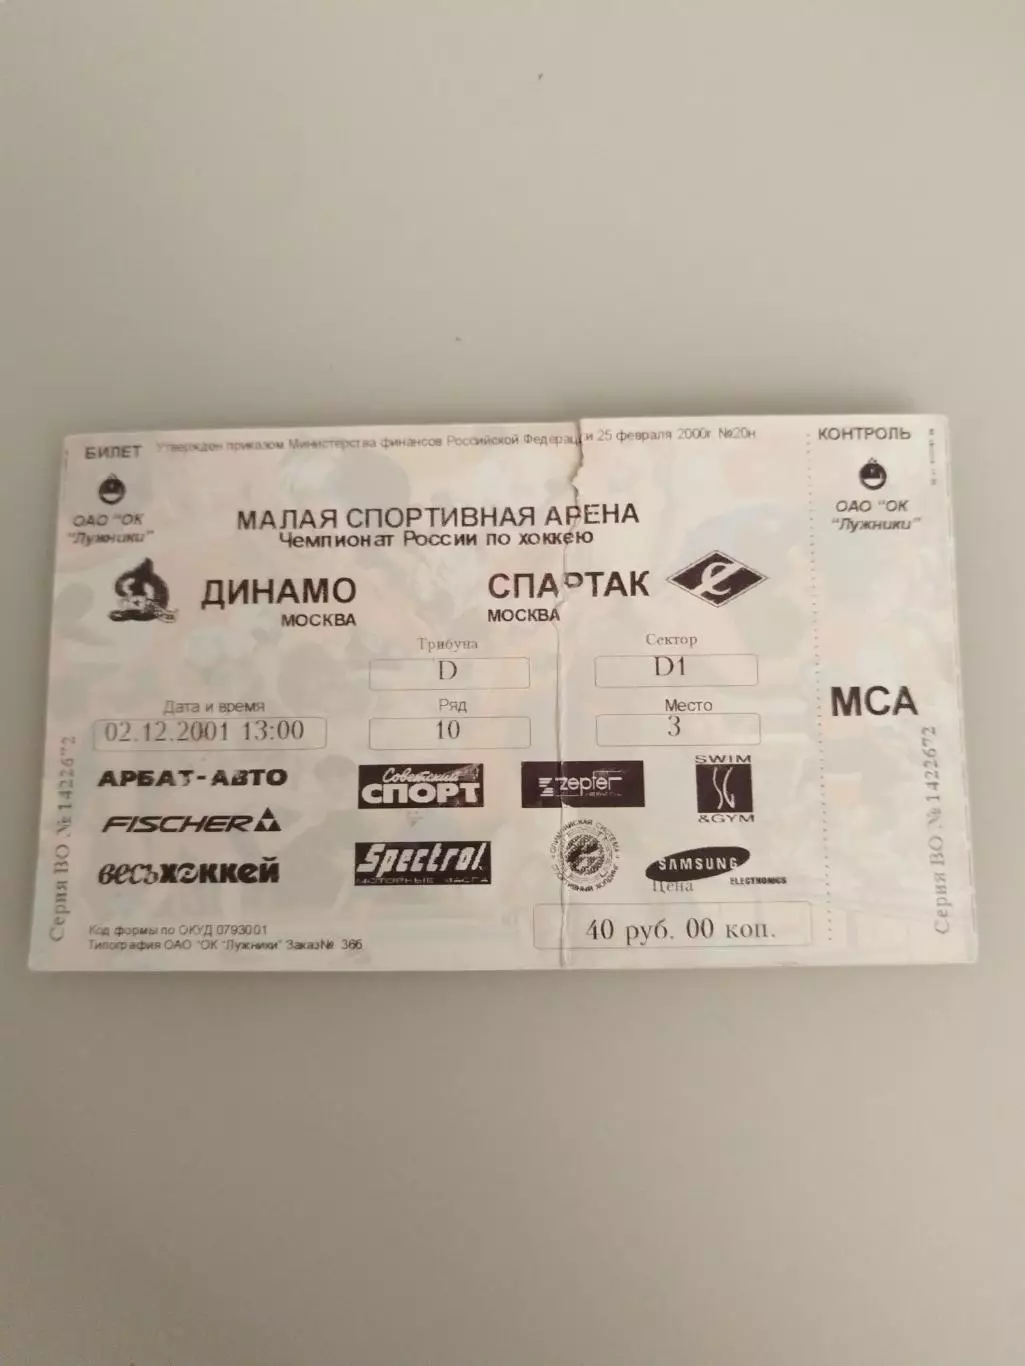 БИЛЕТ
Утвержден приказом Министерства финансов Российской Федерации 25 февраля 2000г. №20н
КОНТРОЛЬ
ОАО "ОК
"Лужники"
ОАО "ОК
"Лужники"
МАЛАЯ СПОРТИВНАЯ АРЕНА
Чемпионат России по хоккею
ДИНАМО
МОСКВА
СПАРТАК
МОСКВА
Трибуна
D
Сектор
D1
Дата и время
02.12.2001 13:00
Ряд
10
Место
3
МСА
АРБАТ-АВТО
Советский
СПОРТ
zepter
SWIM
&GYM
FISCHER
весьхоккей
Spectrol
МОТОРНЫЕ МАСЛА
SAMSUNG
ELECTRONICS
Цена
40 руб. 00 коп.
Код формы по ОКУД 0793001
Типография ОАО "ОК "Лужники" Заказ№ 366
Серия ВО № 1422672
Серия ВО № 1422672